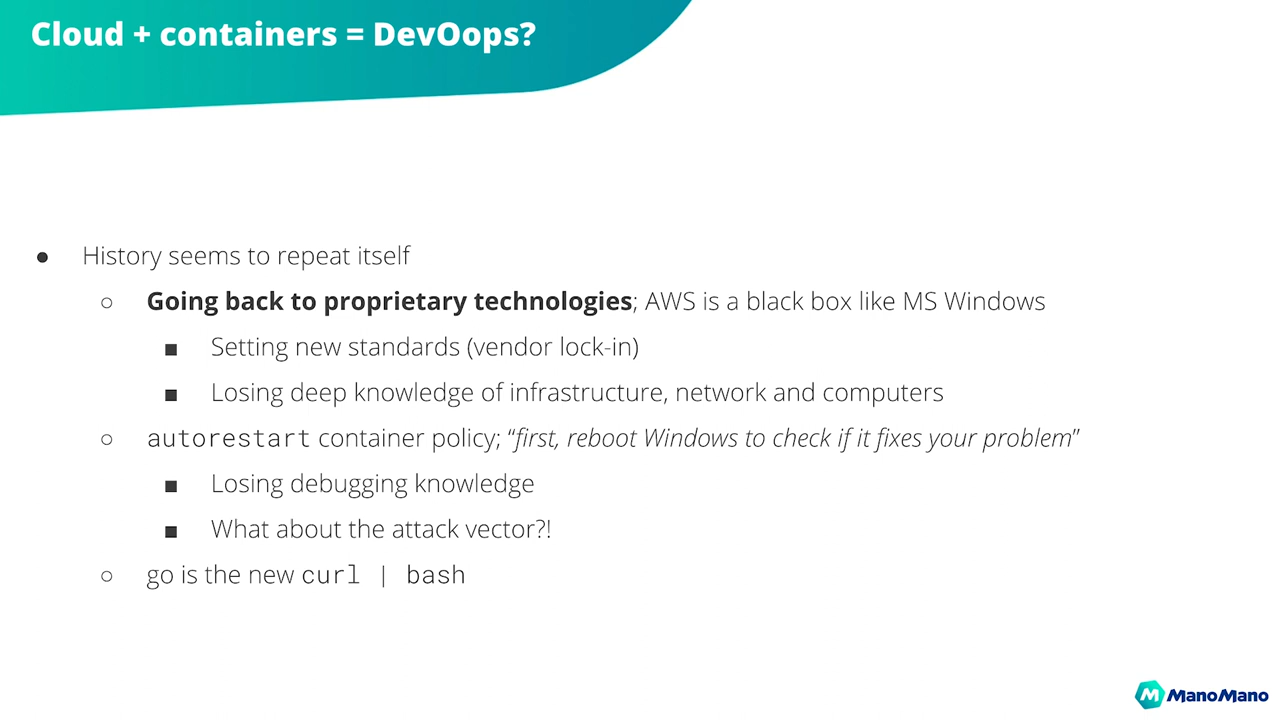 Cloud + containers = DevOops?
● History seems to repeat itself
○ Going back to proprietary technologies; AWS is a black box like MS Windows
■ Setting new standards (vendor lock-in)
■ Losing deep knowledge of infrastructure, network and computers
○ autorestart container policy; “first, reboot Windows to check if it fixes your problem”
■ Losing debugging knowledge
■ What about the attack vector?!
○ go is the new curl | bash
ManoMano